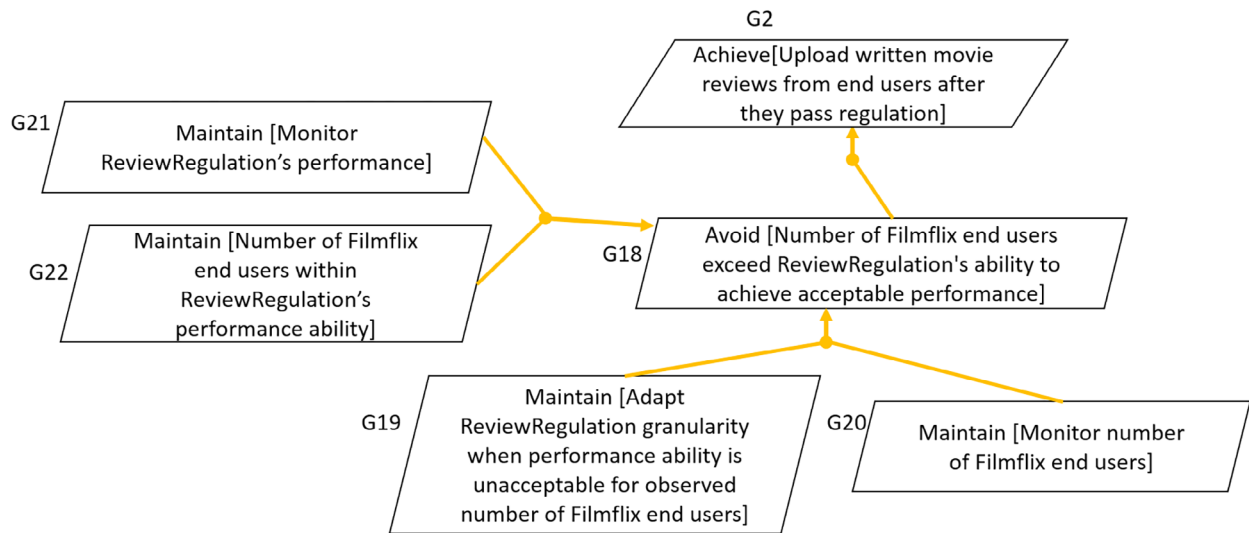 G2
Achieve[Upload written movie
reviews from end users after
they pass regulation]
G21
Maintain [Monitor
ReviewRegulation’s performance]
G22
Maintain [Number of Filmflix
end users within
ReviewRegulation’s
performance ability]
G18
Avoid [Number of Filmflix end users
exceed ReviewRegulation's ability to
achieve acceptable performance]
G19
Maintain [Adapt
ReviewRegulation granularity
when performance ability is
unacceptable for observed
number of Filmflix end users]
G20
Maintain [Monitor number
of Filmflix end users]